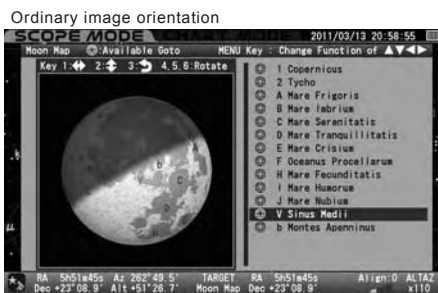 Ordinary image orientation
SCOPE MODE CHART MODE 2011/03/13 20:58:55
Moon Map ◎:Available Goto MENU Key : Change Function of ▲▼◀▶
Key 1: 2: 3: 4.5.6:Rotate
1 Copernicus
2 Tycho
A Mare Frigoris
B Mare Imbrium
C Mare Serenitatis
D Mare Tranquillitatis
E Mare Crisium
F Oceanus Procellarum
H Mare Fecunditatis
I Mare Humorum
J Mare Nubium
V Sinus Medii
b Montes Apenninus
b
C
D
μ
RA 5h51m45s Az 262°49.5' TARGET RA 5h51m45s Align:0 ALTAZ
Dec +23°08.9' Alt +51°26.7' Moon Map Dec +23°08.9' x110